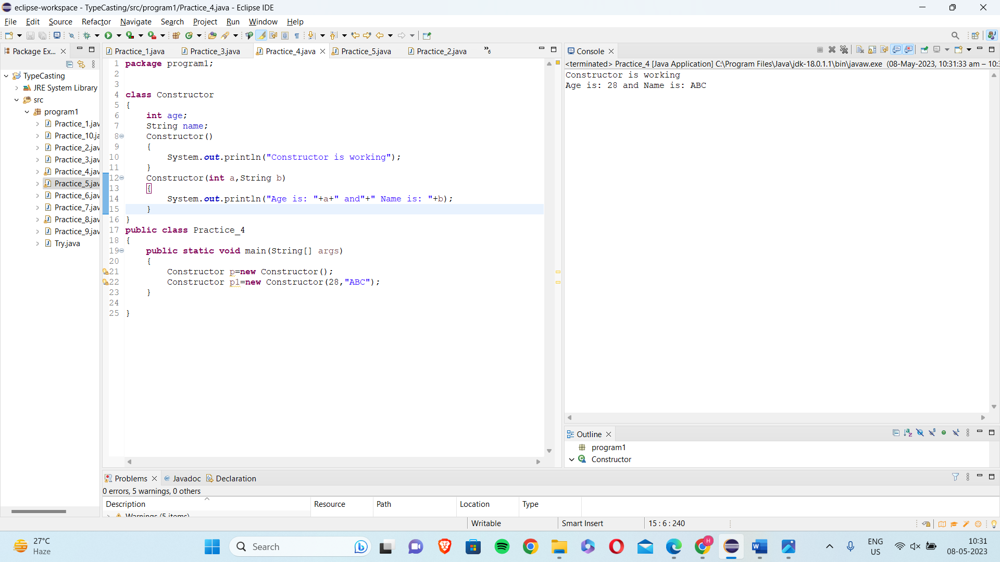 eclipse-workspace - TypeCasting/src/program1/Practice_4.java - Eclipse IDE
File Edit Source Refactor Navigate Search Project Run Window Help
Package Ex...
TypeCasting
JRE System Library
src
program1
Practice_1.jav
Practice_10.ja
Practice_2.jav
Practice_3.jav
Practice_4.jav
Practice_5.jav
Practice_6.jav
Practice_7.jav
Practice_8.jav
Practice_9.jav
Try.java
Practice_1.java Practice_3.java Practice_4.java Practice_5.java Practice_2.java »6
1 package program1;
2
3
4 class Constructor
5 {
6 int age;
7 String name;
8 Constructor()
9 {
10 System.out.println("Constructor is working");
11 }
12 Constructor(int a,String b)
13 {
14 System.out.println("Age is: "+a+" and"+" Name is: "+b);
15 }
16 }
17 public class Practice_4
18 {
19 public static void main(String[] args)
20 {
21 Constructor p=new Constructor();
22 Constructor p1=new Constructor(28,"ABC");
23 }
24
25 }
Console
<terminated> Practice_4 [Java Application] C:\Program Files\Java\jdk-18.0.1.1\bin\javaw.exe (08-May-2023, 10:31:33 am – 10:3
Constructor is working
Age is: 28 and Name is: ABC
Outline
program1
Constructor
Problems @ Javadoc Declaration
0 errors, 5 warnings, 0 others
Description Resource Path Location Type
Warnings (5 items)
Writable Smart Insert 15 : 6 : 240
27°C
Haze
Search
H
ENG
US
10:31
08-05-2023